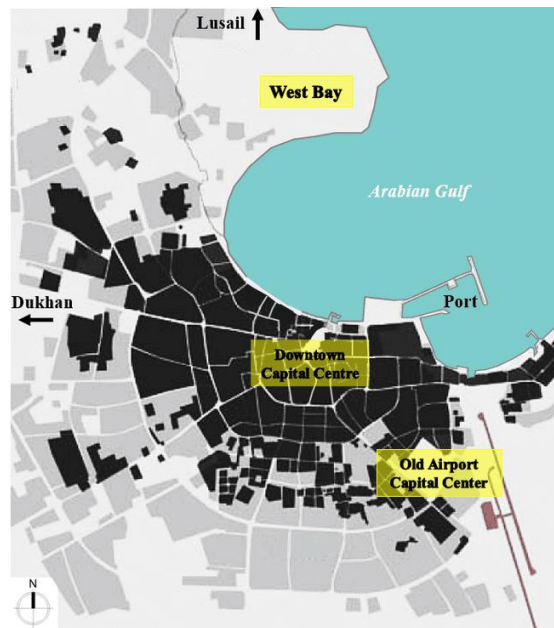 Lusail
West Bay
Arabian Gulf
Dukhan
Port
Downtown
Capital Centre
Old Airport
Capital Center
N